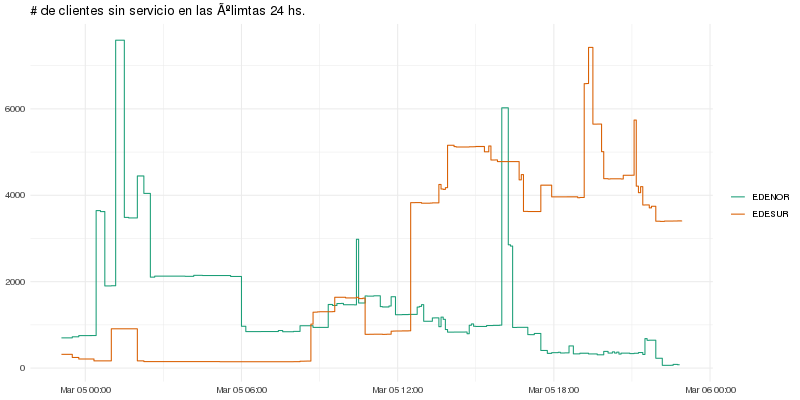 # de clientes sin servicio en las Ãºlimtas 24 hs.
6000
4000
2000
0
Mar 05 00:00
Mar 05 06:00
Mar 05 12:00
Mar 05 18:00
Mar 06 00:00
EDENOR
EDESUR